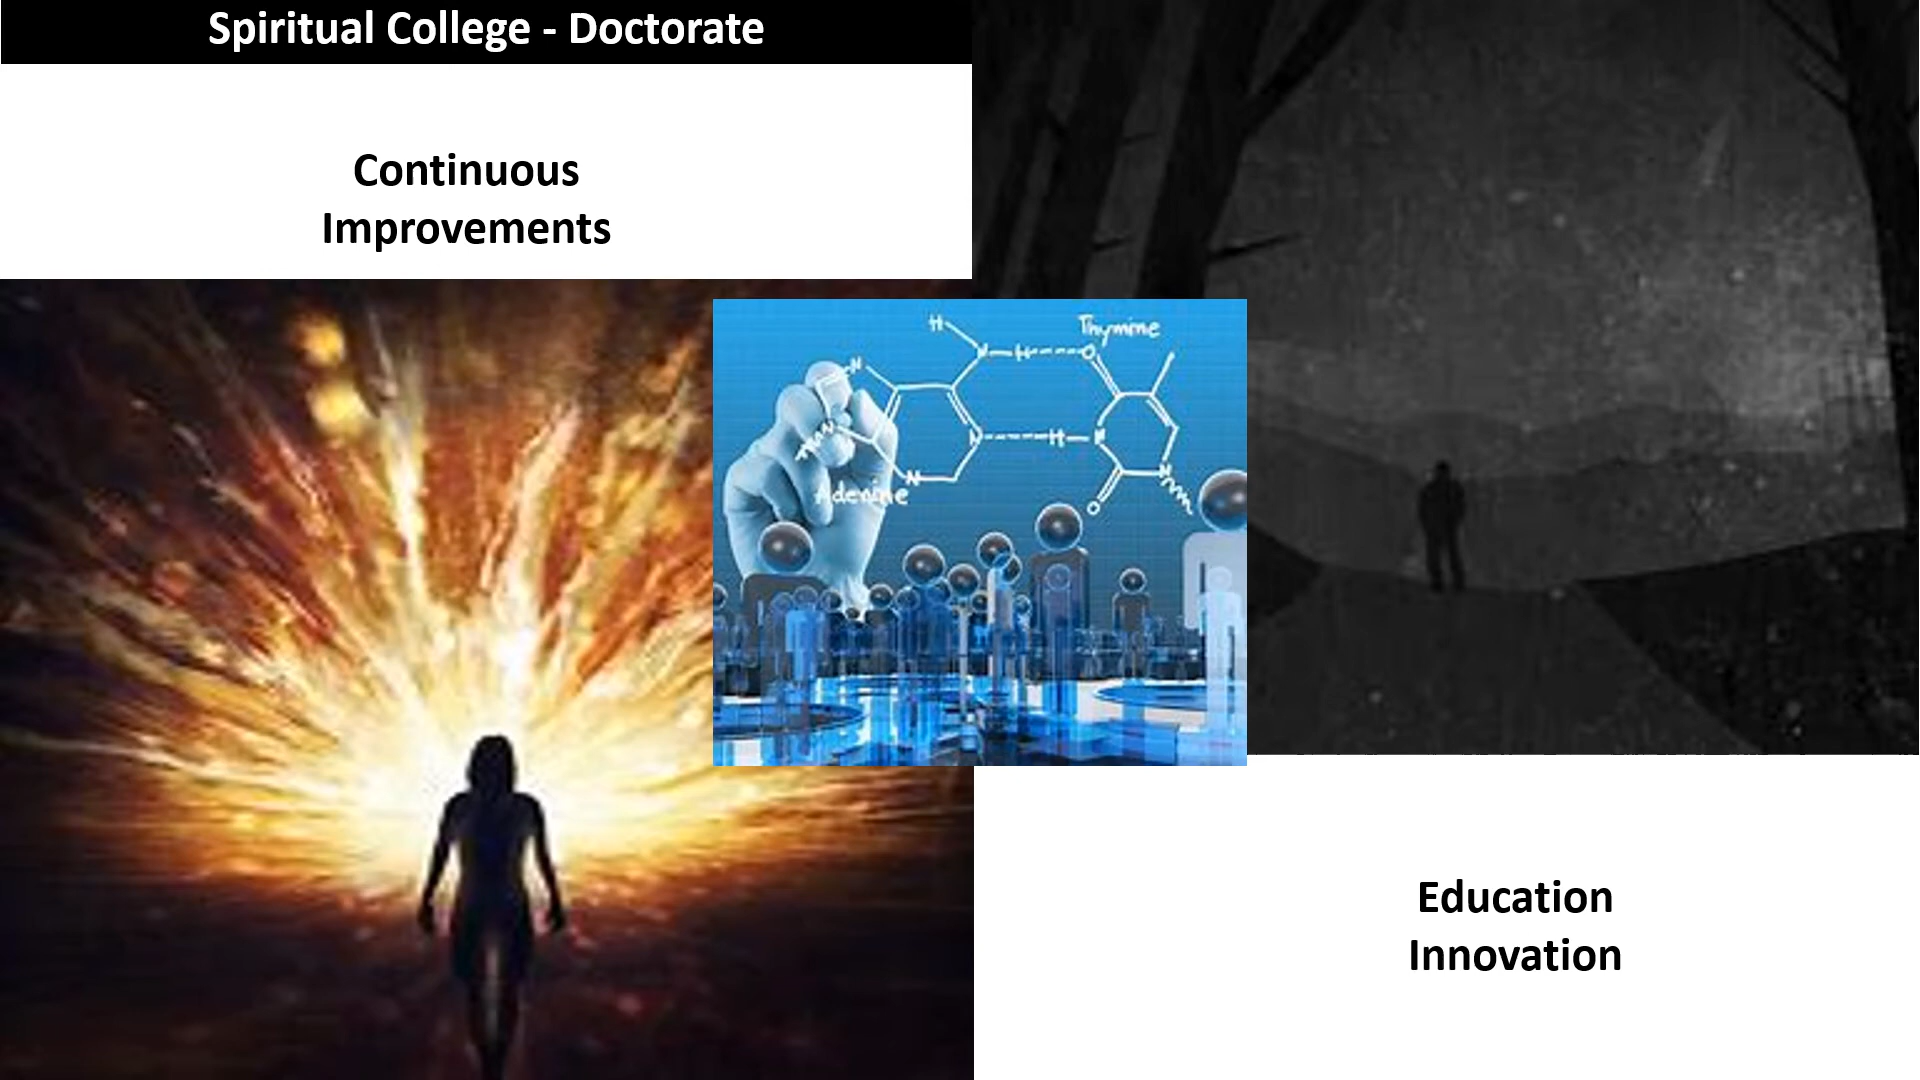 Spiritual College - Doctorate
Continuous
Improvements
H
N
H
O
Thymine
N
N
H
N
N
N
Adenine
O
Education
Innovation